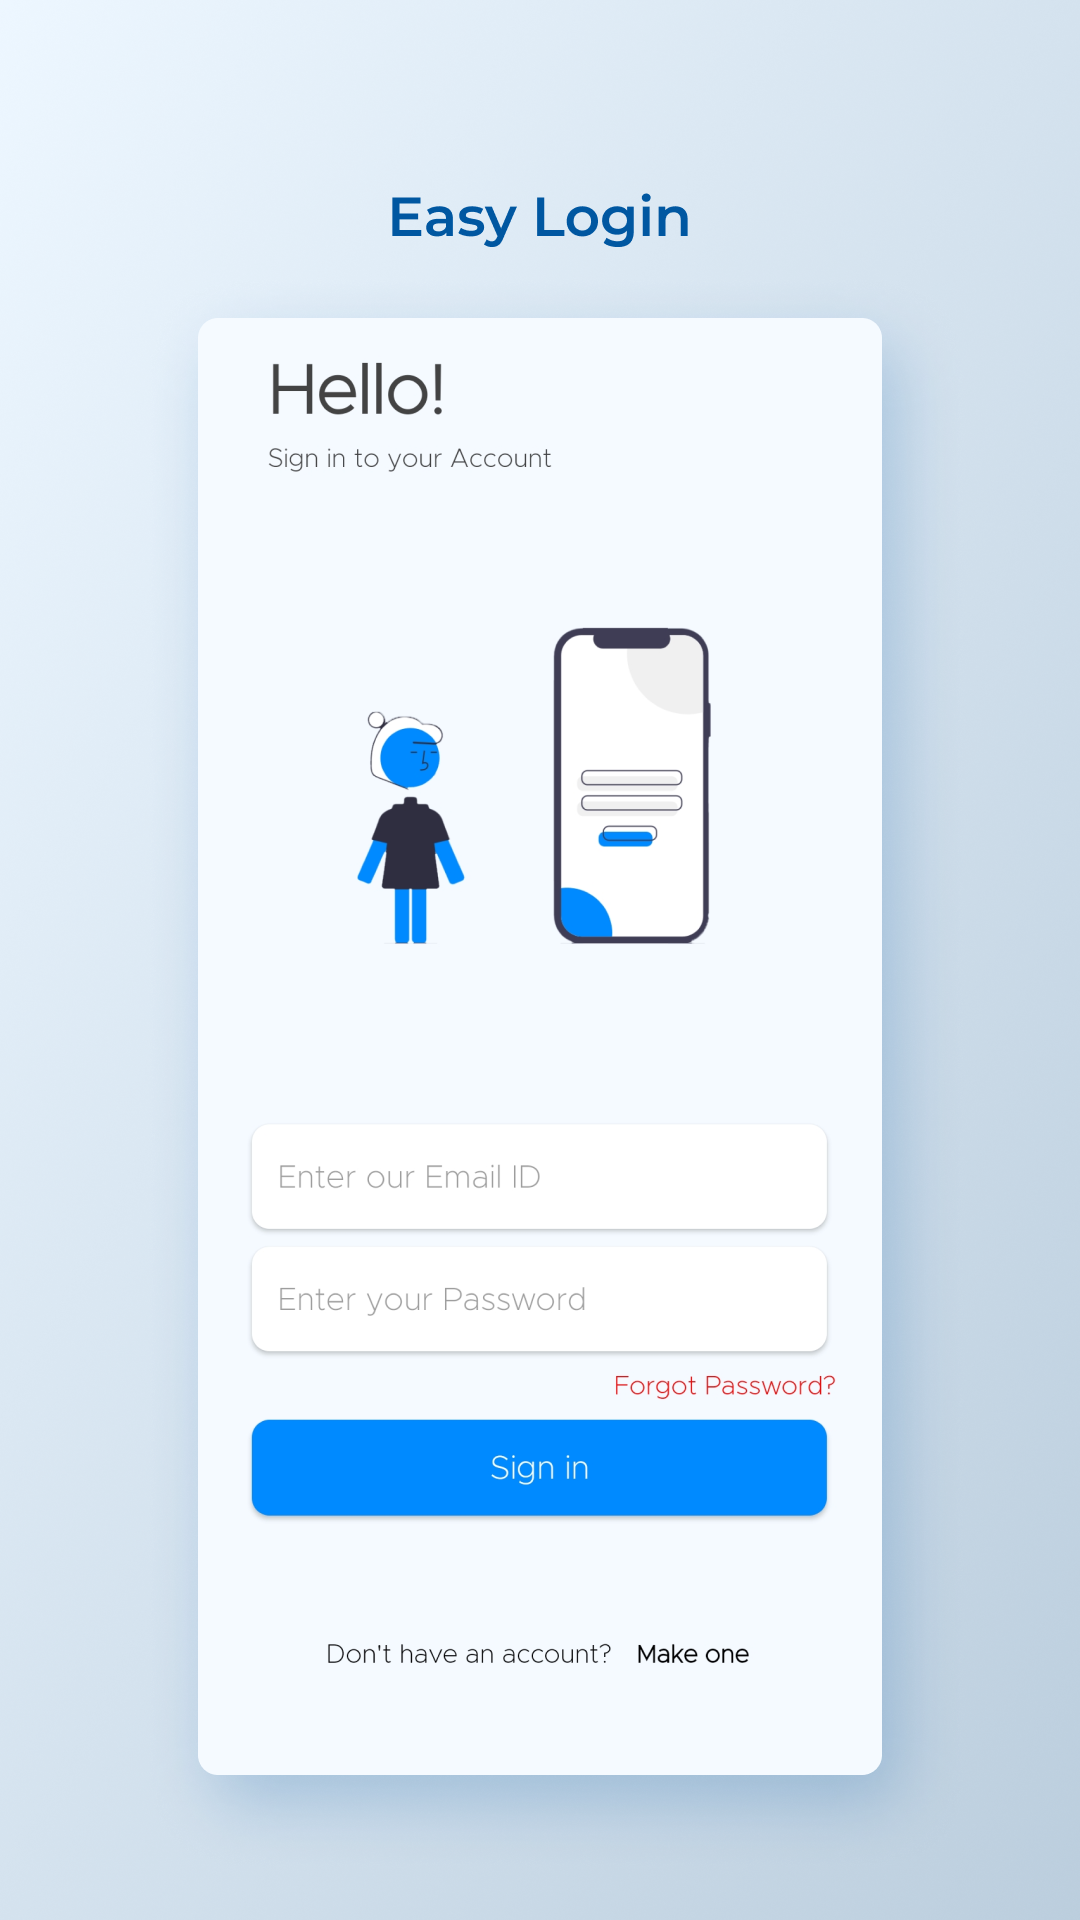 Easy Login
Hello!
Sign in to your Account
Enter our Email ID
Enter your Password
Forgot Password?
Sign in
Don't have an account? Make one